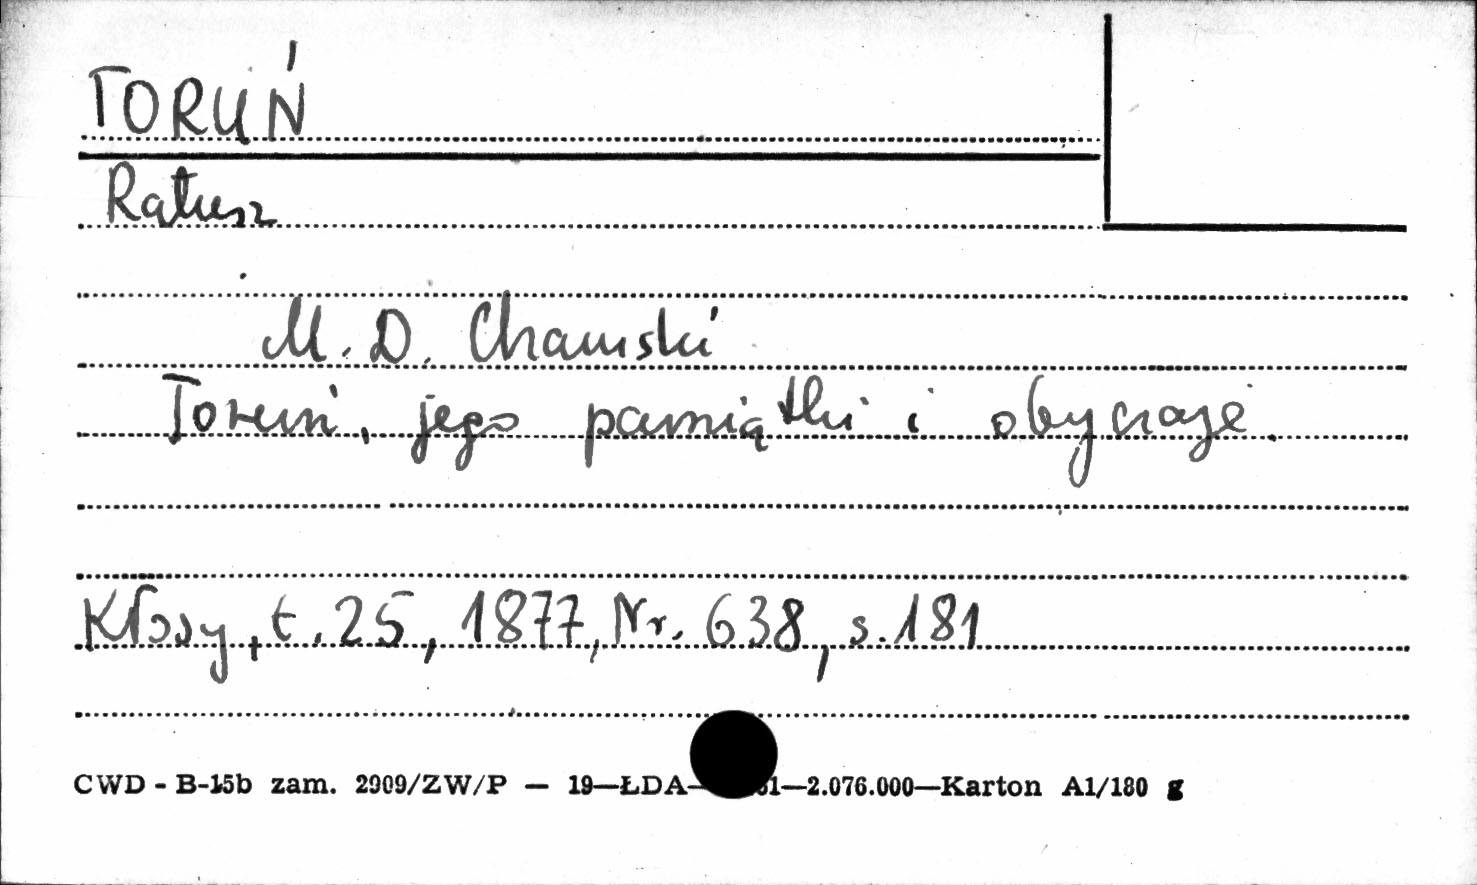 TORUŃ
Ratusz
M. D. Chamski
Toruń, jego pamiątki i obyczaje.
Kłosy, t. 25, 1877, Nr. 638, s. 181
CWD - B-15b zam. 2909/ZW/P — 19—ŁDA- 61—2.076.000—Karton A1/180 g